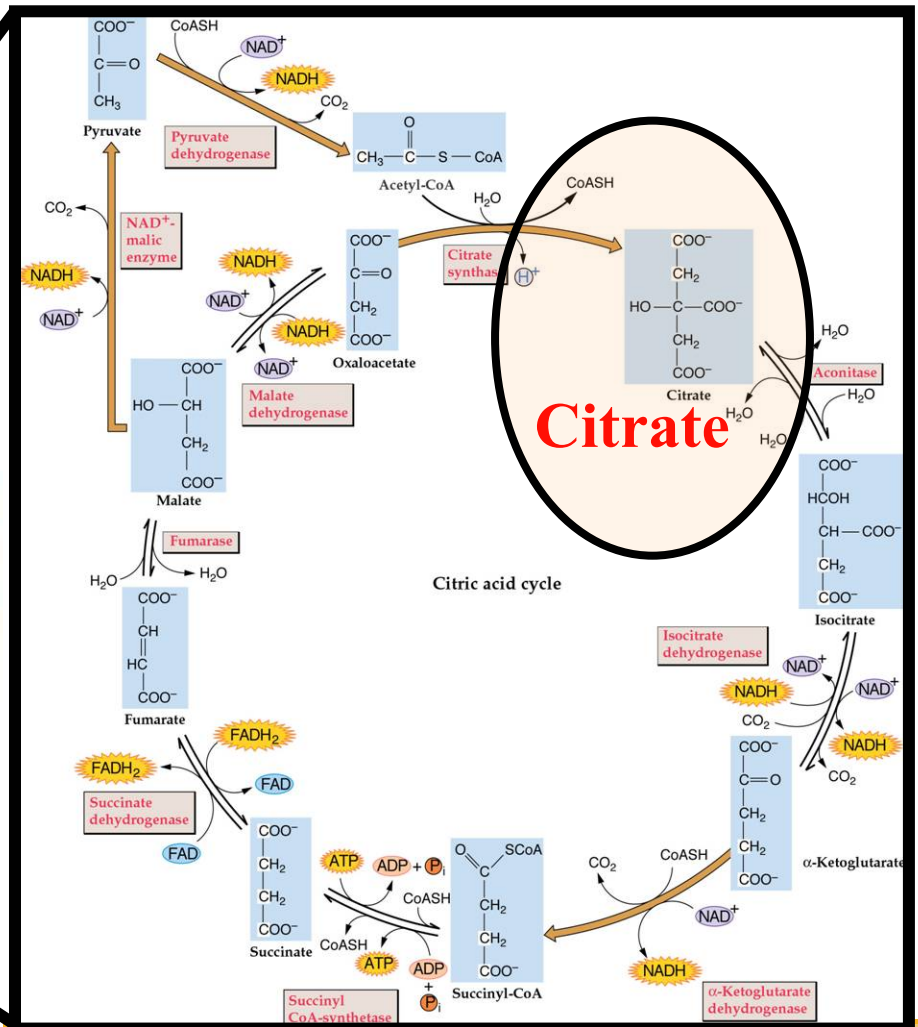 COO⁻
C=O
CH₃
Pyruvate
CoASH
NAD⁺
NADH
CO₂
Pyruvate
dehydrogenase
O
CH₃—C—S—CoA
Acetyl-CoA
H₂O
CoASH
Citrate
synthas
H⁺
CO₂
NAD⁺-
malic
enzyme
NADH
NAD⁺
NADH
NAD⁺
NADH
NAD⁺
Malate
dehydrogenase
COO⁻
C=O
CH₂
COO⁻
Oxaloacetate
COO⁻
CH₂
HO—C—COO⁻
CH₂
COO⁻
Citrate
Citrate
H₂O
Aconitase
H₂O
H₂O
H₂O
COO⁻
HO—CH
CH₂
COO⁻
Malate
Fumarase
H₂O
H₂O
Citric acid cycle
COO⁻
HCOH
CH—COO⁻
CH₂
COO⁻
Isocitrate
COO⁻
CH
HC
COO⁻
Fumarate
Isocitrate
dehydrogenase
NAD⁺
NADH
NAD⁺
CO₂
NADH
CO₂
FADH₂
FADH₂
FAD
Succinate
dehydrogenase
FAD
COO⁻
C=O
CH₂
CH₂
COO⁻
α-Ketoglutarate
COO⁻
CH₂
CH₂
COO⁻
Succinate
ATP
ADP + Pᵢ
CoASH
CoASH
ATP
ADP
+
Pᵢ
Succinyl
CoA-synthetase
O
SCoA
C
CH₂
CH₂
COO⁻
Succinyl-CoA
CO₂
CoASH
NAD⁺
NADH
α-Ketoglutarate
dehydrogenase